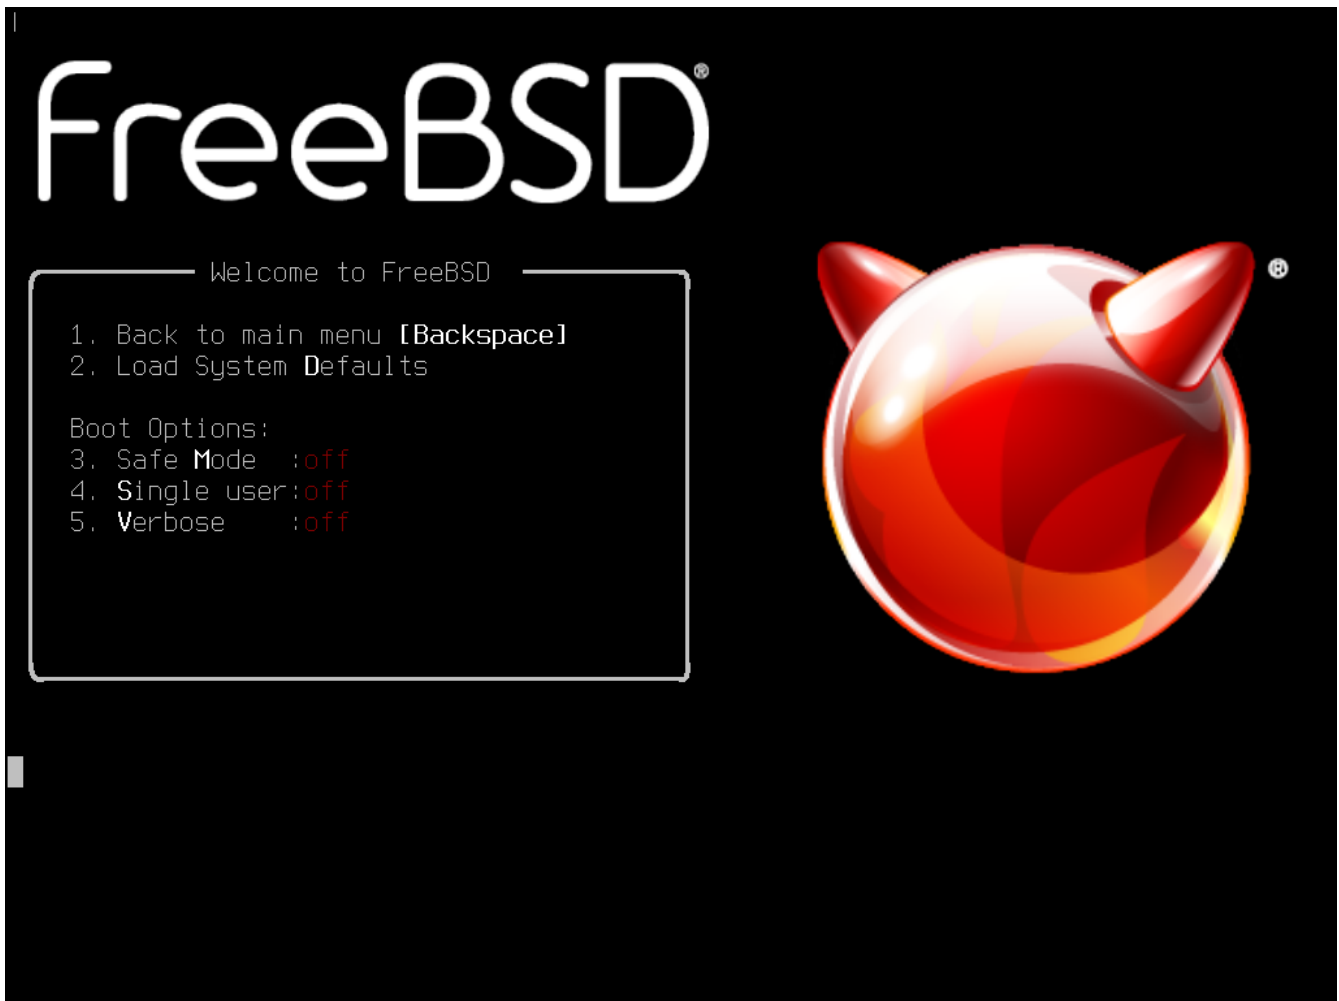 FreeBSD®
Welcome to FreeBSD
1. Back to main menu [Backspace]
2. Load System Defaults
Boot Options:
3. Safe Mode  :off
4. Single user:off
5. Verbose    :off
®